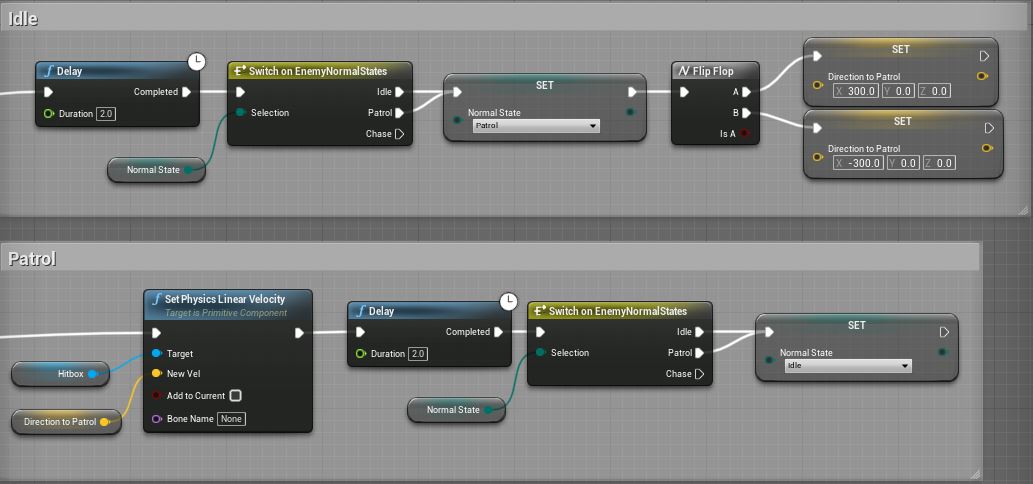 Idle
Delay
Completed
Duration 2.0
Normal State
Switch on EnemyNormalStates
Idle
Selection
Patrol
Chase
SET
Normal State
Patrol
Flip Flop
A
B
Is A
SET
Direction to Patrol
X 300.0 Y 0.0 Z 0.0
SET
Direction to Patrol
X -300.0 Y 0.0 Z 0.0
Patrol
Set Physics Linear Velocity
Target is Primitive Component
Target
New Vel
Add to Current
Bone Name None
Hitbox
Direction to Patrol
Delay
Completed
Duration 2.0
Normal State
Switch on EnemyNormalStates
Idle
Selection
Patrol
Chase
SET
Normal State
Idle